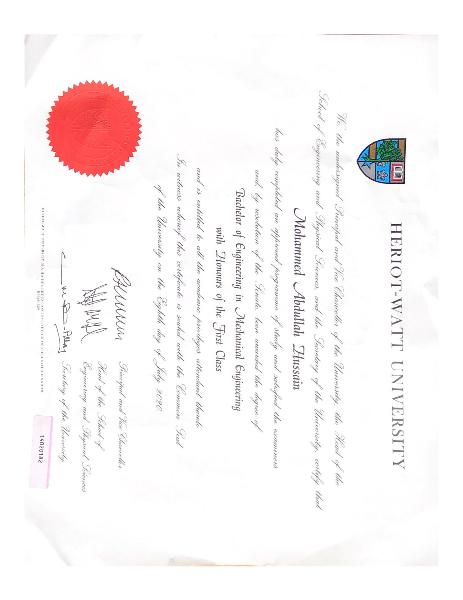 HERIOT-WATT UNIVERSITY
We, the undersigned Principal and Vice Chancellor of the University, the Head of the
School of Engineering and Physical Sciences and the Secretary of the University, certify that
Mohammed Abdullah Hussain
has duly completed an approved programme of study and satisfied the examiners
and, by resolution of the Senate, been awarded the degree of
Bachelor of Engineering in Mechanical Engineering
with Honours of the First Class
and is entitled to all the academic privileges attendant thereto
In witness whereof this certificate is sealed with the Common Seal
of the University on the Eighth day of July 2020
Principal and Vice Chancellor
Head of the School of
Engineering and Physical Sciences
Secretary of the University